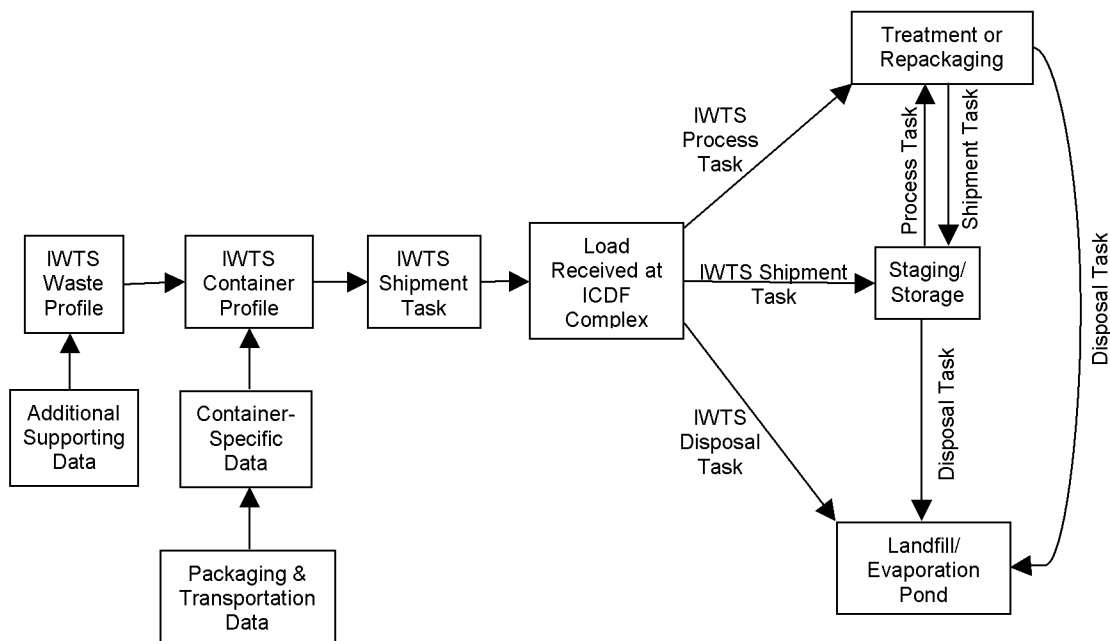 Treatment or
Repackaging
IWTS
Process
Task
Process Task
Shipment Task
Disposal Task
IWTS
Waste
Profile
IWTS
Container
Profile
IWTS
Shipment
Task
Load
Received at
ICDF
Complex
IWTS Shipment
Task
Staging/
Storage
Additional
Supporting
Data
Container-
Specific
Data
IWTS
Disposal
Task
Disposal Task
Packaging &
Transportation
Data
Landfill/
Evaporation
Pond